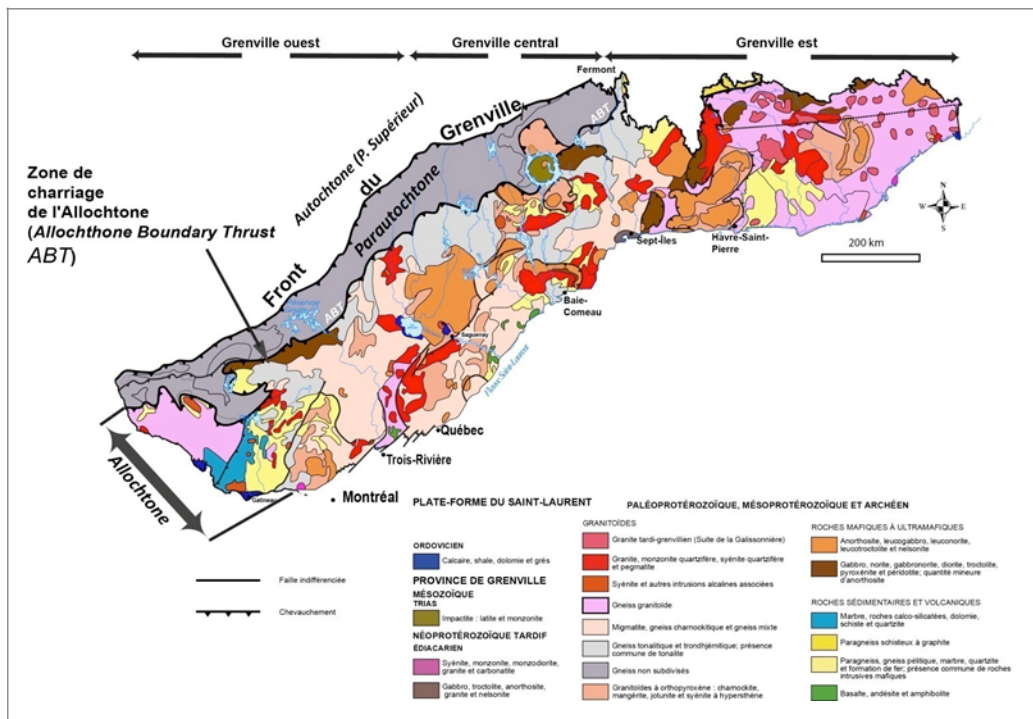 Grenville ouest
Grenville central
Grenville est
Fermont
Autochtone (P. Supérieur)
Front du Grenville
Parautochtone
ABT
ABT
Zone de
charriage
de l'Allochtone
(Allochthone Boundary Thrust
ABT)
N
W E
S
200 km
Sept-Îles
Hâvre-Saint-
Pierre
Baie-
Comeau
Saguenay
Fleuve Saint-Laurent
Québec
Trois-Rivière
Montréal
Gatineau
Allochtone
Faille indifférenciée
Chevauchement
PLATE-FORME DU SAINT-LAURENT
ORDOVICIEN
Calcaire, shale, dolomie et grès
PROVINCE DE GRENVILLE
MÉSOZOÏQUE
TRIAS
Impactite : latite et monzonite
NÉOPROTÉROZOÏQUE TARDIF
ÉDIACARIEN
Syénite, monzonite, monzodiorite,
granite et carbonatite
Gabbro, troctolite, anorthosite,
granite et nelsonite
PALÉOPROTÉROZOÏQUE, MÉSOPROTÉROZOÏQUE ET ARCHÉEN
GRANITOÏDES
Granite tardi-grenvillien (Suite de la Galissonnière)
Granite, monzonite quartzifère, syénite quartzifère
et pegmatite
Syénite et autres intrusions alcalines associées
Gneiss granitoïde
Migmatite, gneiss charnockitique et gneiss mixte
Gneiss tonalitique et trondhjémitique; présence
commune de tonalite
Gneiss non subdivisés
Granitoïdes à orthopyroxène : charnockite,
mangérite, jotunite et syénite à hypersthène
ROCHES MAFIQUES À ULTRAMAFIQUES
Anorthosite, leucogabbro, leuconorite,
leucotroctolite et nelsonite
Gabbro, norite, gabbronorite, diorite, troctolite,
pyroxénite et péridotite; quantité mineure
d'anorthosite
ROCHES SÉDIMENTAIRES ET VOLCANIQUES
Marbre, roches calco-silicatées, dolomie,
schiste et quartzite
Paragneiss schisteux à graphite
Paragneiss, gneiss pélitique, marbre, quartzite
et formation de fer; présence commune de roches
intrusives mafiques
Basalte, andésite et amphibolite